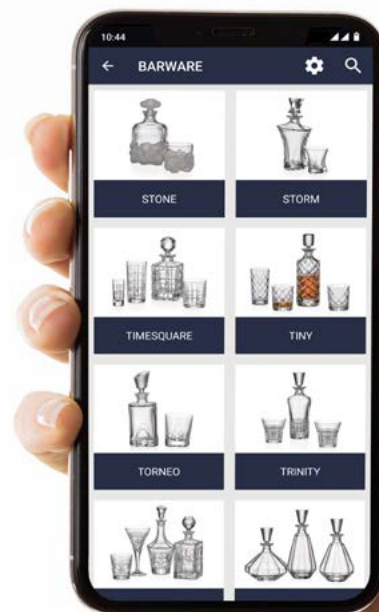 10:44
BARWARE
STONE
STORM
TIMESQUARE
TINY
TORNEO
TRINITY